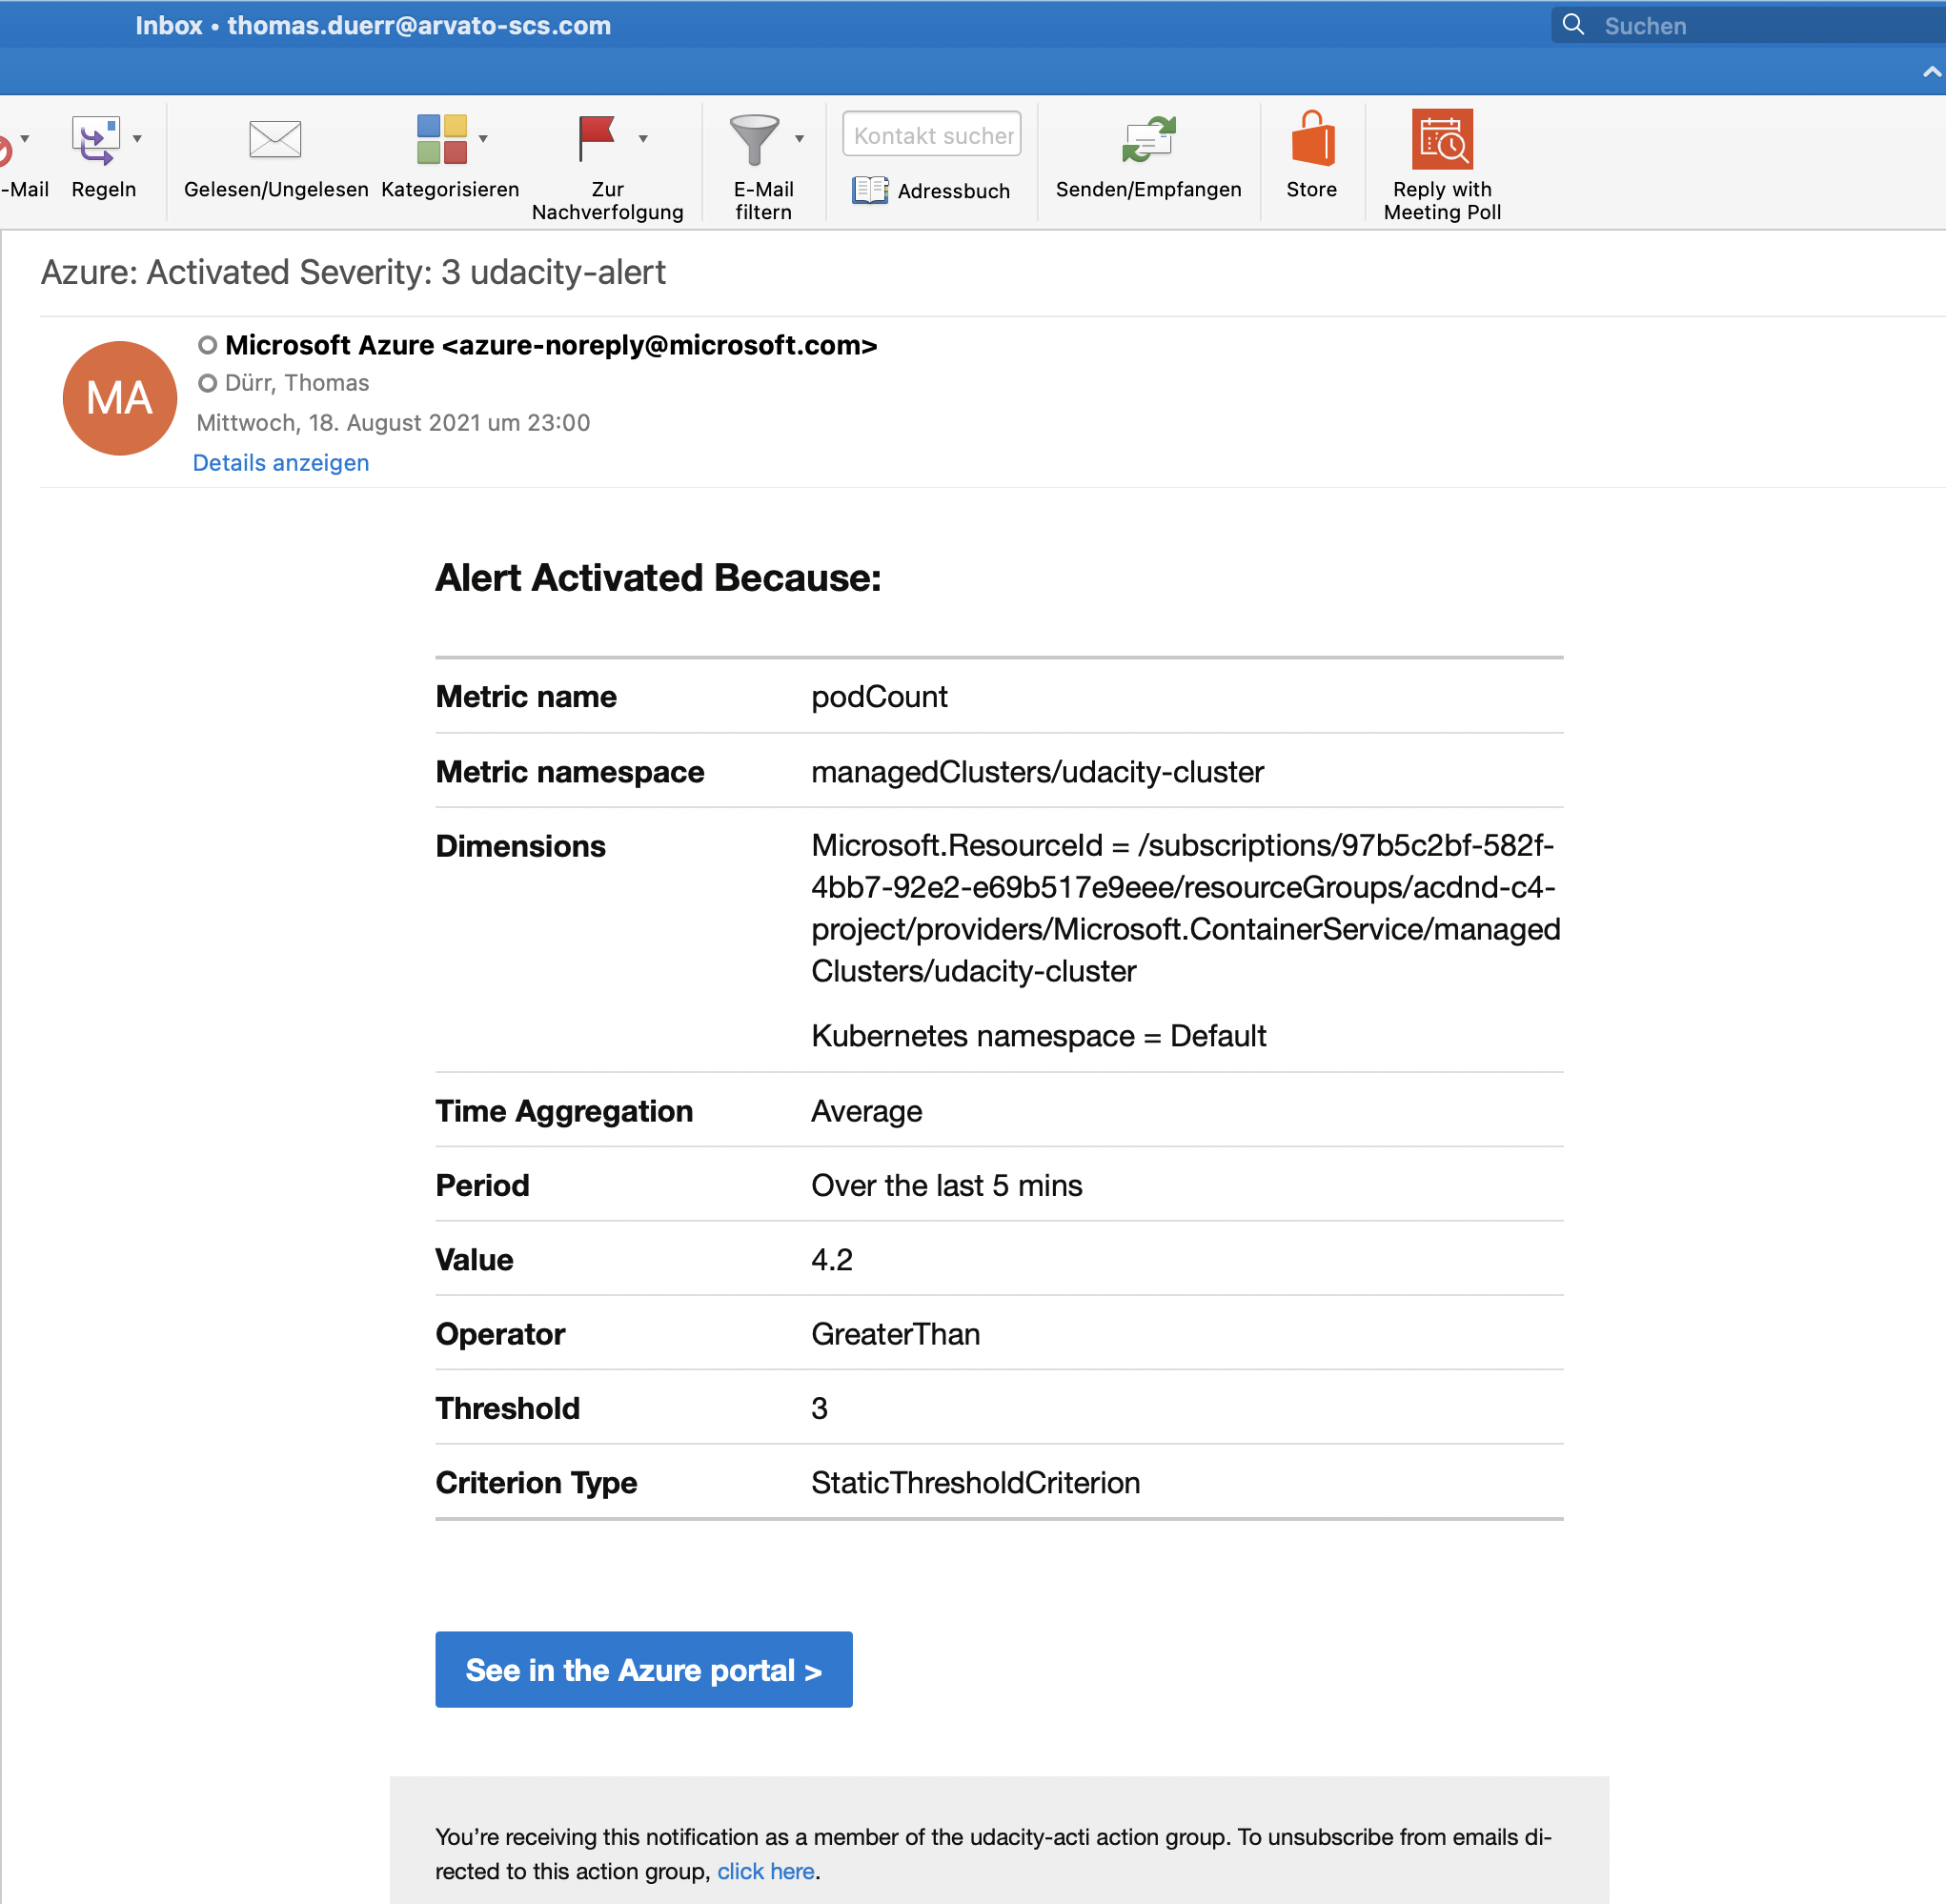 Inbox • thomas.duerr@arvato-scs.com
Suchen
-Mail
Regeln
Gelesen/Ungelesen
Kategorisieren
Zur
Nachverfolgung
E-Mail
filtern
Kontakt sucher
Adressbuch
Senden/Empfangen
Store
Reply with
Meeting Poll
Azure: Activated Severity: 3 udacity-alert
MA
Microsoft Azure <azure-noreply@microsoft.com>
Dürr, Thomas
Mittwoch, 18. August 2021 um 23:00
Details anzeigen
Alert Activated Because:
Metric name podCount
Metric namespace managedClusters/udacity-cluster
Dimensions Microsoft.ResourceId = /subscriptions/97b5c2bf-582f-
4bb7-92e2-e69b517e9eee/resourceGroups/acdnd-c4-
project/providers/Microsoft.ContainerService/managed
Clusters/udacity-cluster
Kubernetes namespace = Default
Time Aggregation Average
Period Over the last 5 mins
Value 4.2
Operator GreaterThan
Threshold 3
Criterion Type StaticThresholdCriterion
See in the Azure portal >
You’re receiving this notification as a member of the udacity-acti action group. To unsubscribe from emails di-
rected to this action group, click here.